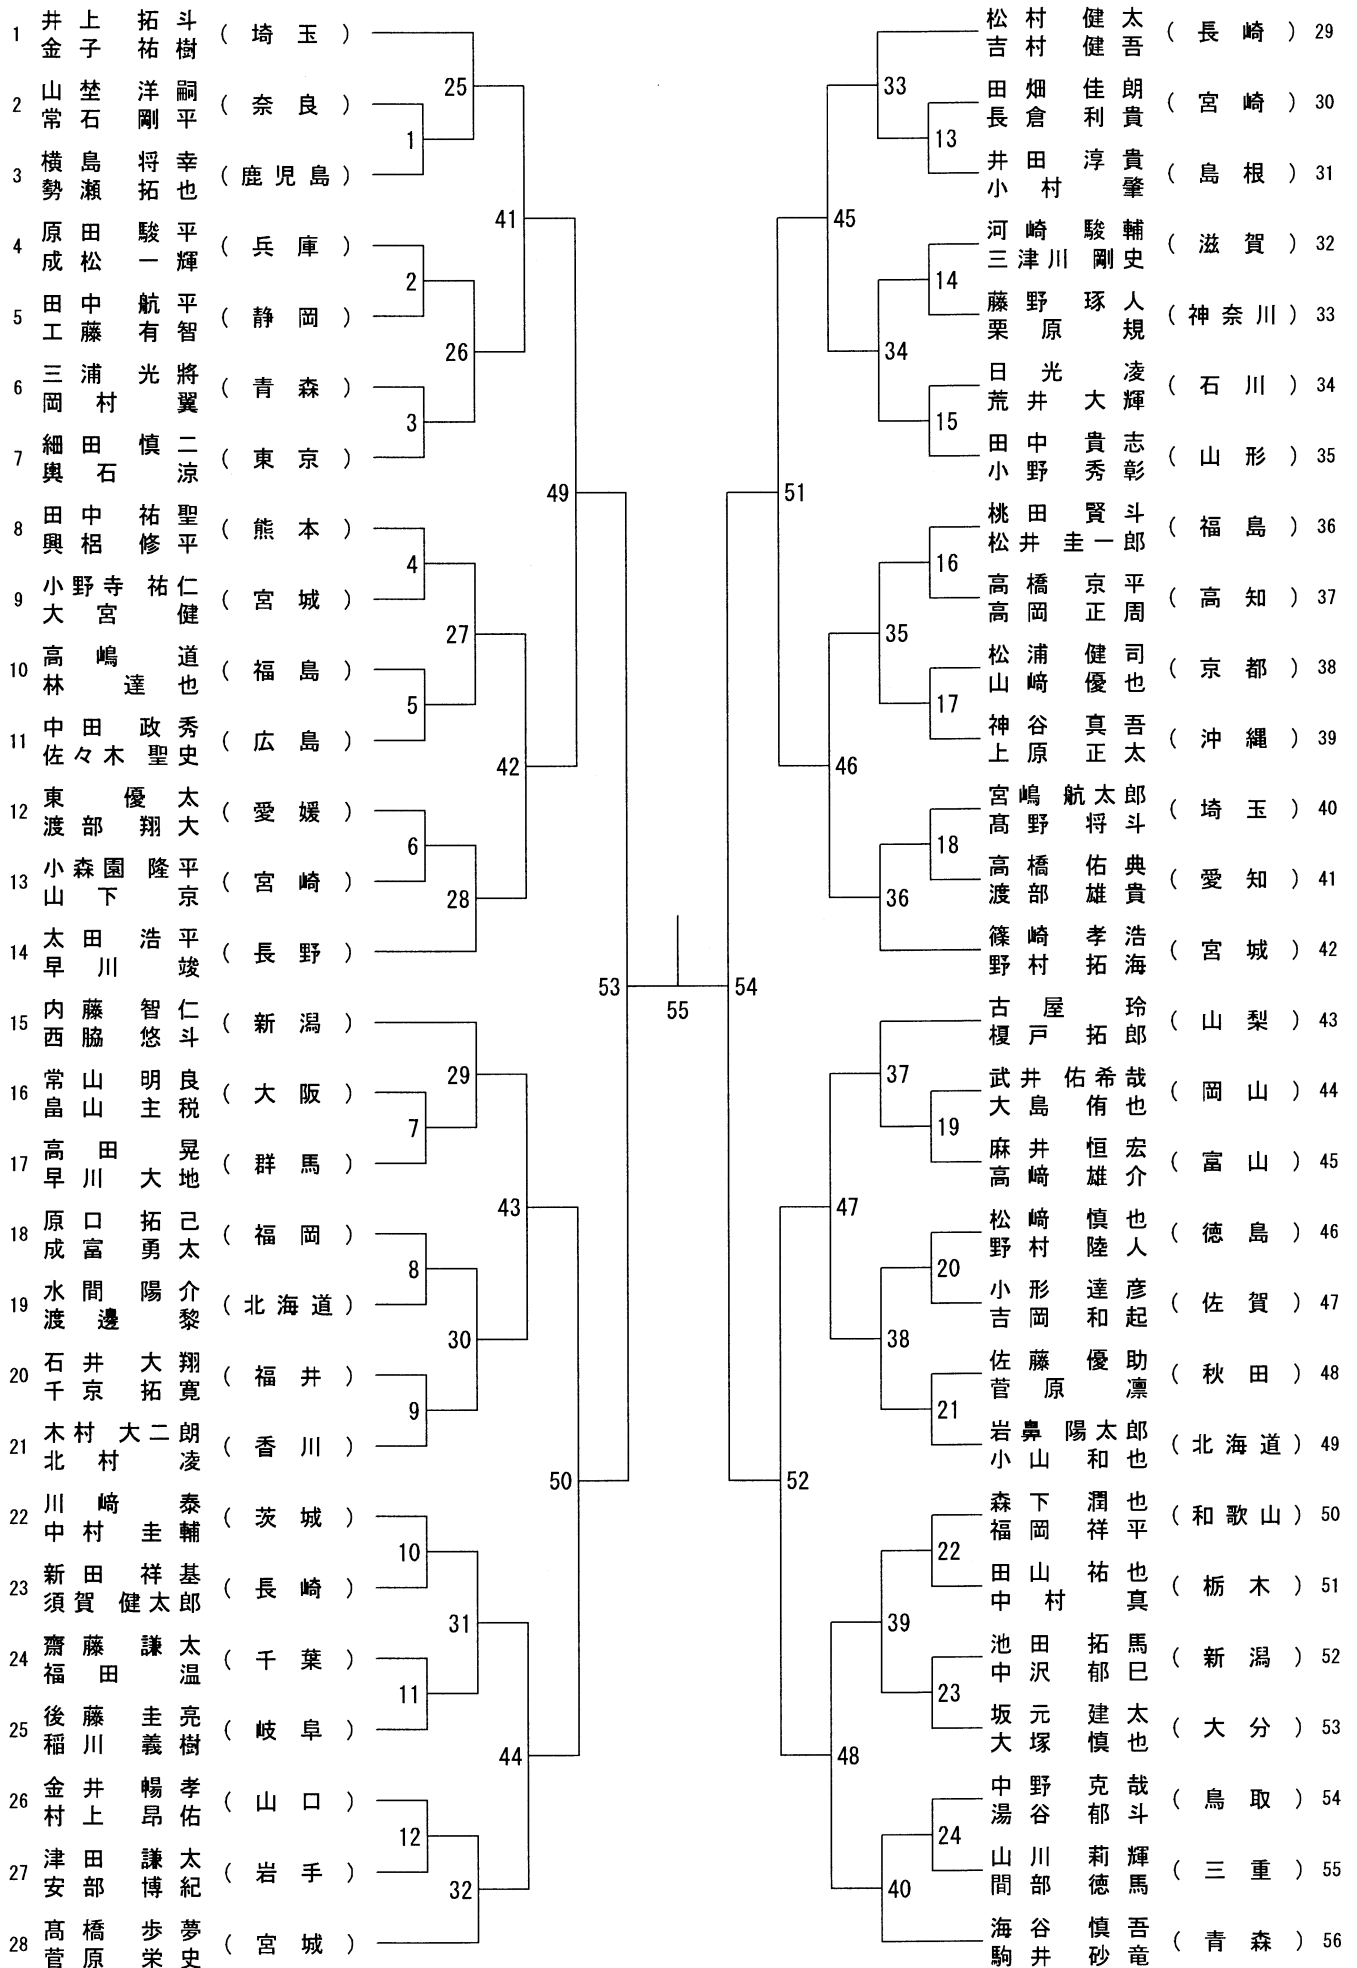 1 井上 拓斗 (埼玉)
金子 祐樹
2 山埜 洋嗣 (奈良)
常石 剛平
3 横島 将幸 (鹿児島)
勢瀬 拓也
4 原田 駿平 (兵庫)
成松 一輝
5 田中 航平 (静岡)
工藤 有智
6 三浦 光將 (青森)
岡村 翼
7 細田 慎二 (東京)
輿石 涼
8 田中 祐聖 (熊本)
興梠 修平
9 小野寺 祐仁 (宮城)
大宮 健
10 高嶋 道 (福島)
林 達也
11 中田 政秀 (広島)
佐々木 聖史
12 東 優太 (愛媛)
渡部 翔大
13 小森園 隆平 (宮崎)
山下 京
14 太田 浩平 (長野)
早川 竣
15 内藤 智仁 (新潟)
西脇 悠斗
16 常山 明良 (大阪)
畠山 主税
17 高田 晃 (群馬)
早川 大地
18 原口 拓己 (福岡)
成富 勇太
19 水間 陽介 (北海道)
渡邊 黎
20 石井 大翔 (福井)
千京 拓寛
21 木村 大二朗 (香川)
北村 凌
22 川﨑 泰 (茨城)
中村 圭輔
23 新田 祥基 (長崎)
須賀 健太郎
24 齋藤 謙太 (千葉)
福田 温
25 後藤 圭亮 (岐阜)
稲川 義樹
26 金井 暢孝 (山口)
村上 昂佑
27 津田 謙太 (岩手)
安部 博紀
28 髙橋 歩夢 (宮城)
菅原 栄史
25
1
41
2
26
3
49
4
27
5
42
6
28
53
29
7
43
8
30
9
50
10
31
11
44
12
32
55
54
33
13
45
14
34
15
51
16
35
17
46
18
36
37
19
47
20
38
21
52
22
39
23
48
24
40
松村 健太 (長崎) 29
吉村 健吾
田畑 佳朗 (宮崎) 30
長倉 利貴
井田 淳貴 (島根) 31
小村 肇
河崎 駿輔 (滋賀) 32
三津川 剛史
藤野 琢人 (神奈川) 33
栗原 規
日光 凌 (石川) 34
荒井 大輝
田中 貴志 (山形) 35
小野 秀彰
桃田 賢斗 (福島) 36
松井 圭一郎
高橋 京平 (高知) 37
高岡 正周
松浦 健司 (京都) 38
山﨑 優也
神谷 真吾 (沖縄) 39
上原 正太
宮嶋 航太郎 (埼玉) 40
髙野 将斗
高橋 佑典 (愛知) 41
渡部 雄貴
篠崎 孝浩 (宮城) 42
野村 拓海
古屋 玲 (山梨) 43
榎戸 拓郎
武井 佑希哉 (岡山) 44
大島 侑也
麻井 恒宏 (富山) 45
高﨑 雄介
松﨑 慎也 (徳島) 46
野村 陸人
小形 達彦 (佐賀) 47
吉岡 和起
佐藤 優助 (秋田) 48
菅原 凛
岩鼻 陽太郎 (北海道) 49
小山 和也
森下 潤也 (和歌山) 50
福岡 祥平
田山 祐也 (栃木) 51
中村 真
池田 拓馬 (新潟) 52
中沢 郁巳
坂元 建太 (大分) 53
大塚 慎也
中野 克哉 (鳥取) 54
湯谷 郁斗
山川 莉輝 (三重) 55
間部 徳馬
海谷 慎吾 (青森) 56
駒井 砂竜